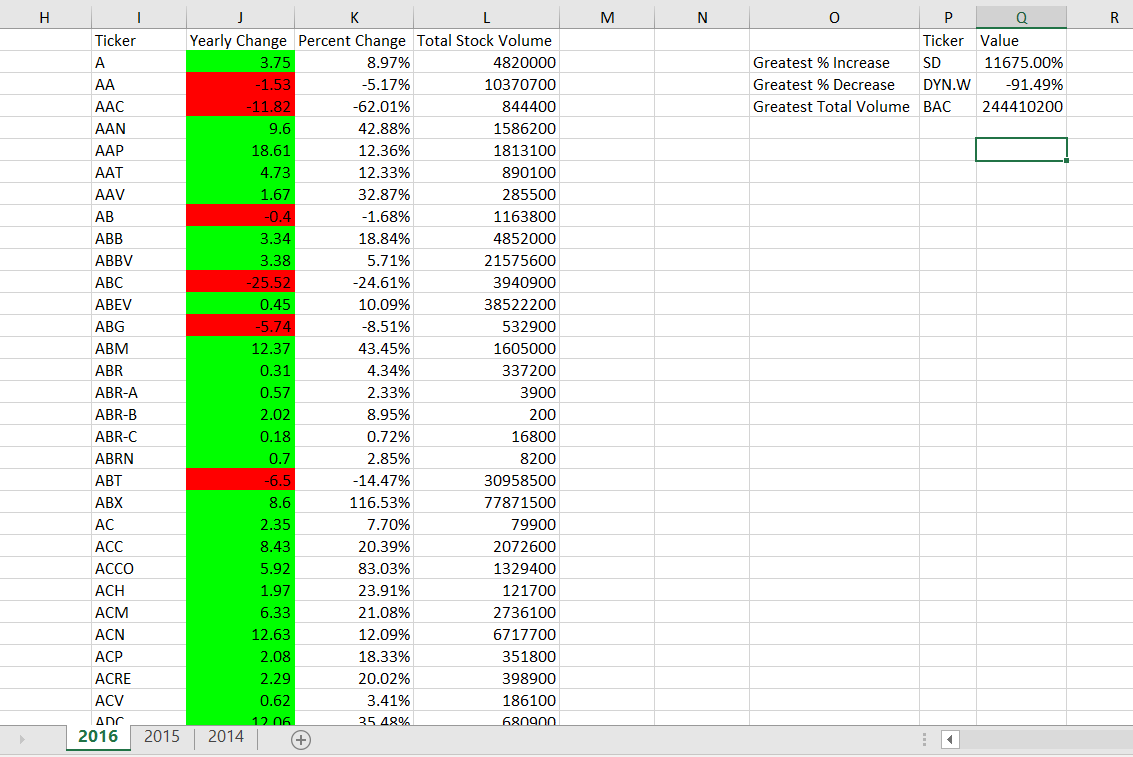 H I J K L M N O P Q R
Ticker Yearly Change Percent Change Total Stock Volume Ticker Value
A 3.75 8.97% 4820000 Greatest % Increase SD 11675.00%
AA -1.53 -5.17% 10370700 Greatest % Decrease DYN.W -91.49%
AAC -11.82 -62.01% 844400 Greatest Total Volume BAC 244410200
AAN 9.6 42.88% 1586200
AAP 18.61 12.36% 1813100
AAT 4.73 12.33% 890100
AAV 1.67 32.87% 285500
AB -0.4 -1.68% 1163800
ABB 3.34 18.84% 4852000
ABBV 3.38 5.71% 21575600
ABC -25.52 -24.61% 3940900
ABEV 0.45 10.09% 38522200
ABG -5.74 -8.51% 532900
ABM 12.37 43.45% 1605000
ABR 0.31 4.34% 337200
ABR-A 0.57 2.33% 3900
ABR-B 2.02 8.95% 200
ABR-C 0.18 0.72% 16800
ABRN 0.7 2.85% 8200
ABT -6.5 -14.47% 30958500
ABX 8.6 116.53% 77871500
AC 2.35 7.70% 79900
ACC 8.43 20.39% 2072600
ACCO 5.92 83.03% 1329400
ACH 1.97 23.91% 121700
ACM 6.33 21.08% 2736100
ACN 12.63 12.09% 6717700
ACP 2.08 18.33% 351800
ACRE 2.29 20.02% 398900
ACV 0.62 3.41% 186100
ADC 12.06 35.48% 680900
2016 2015 2014